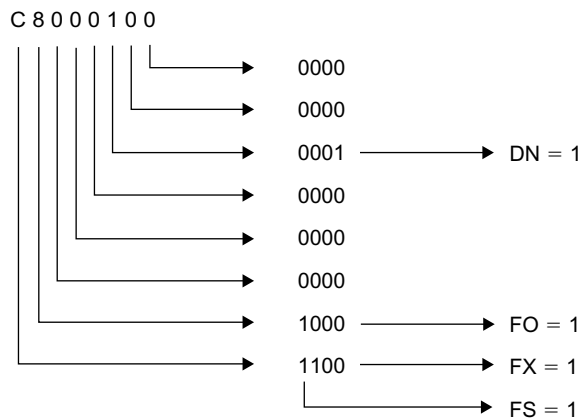 C 8 0 0 0 1 0 0
0000
0000
0001 DN = 1
0000
0000
0000
1000 FO = 1
1100 FX = 1
FS = 1